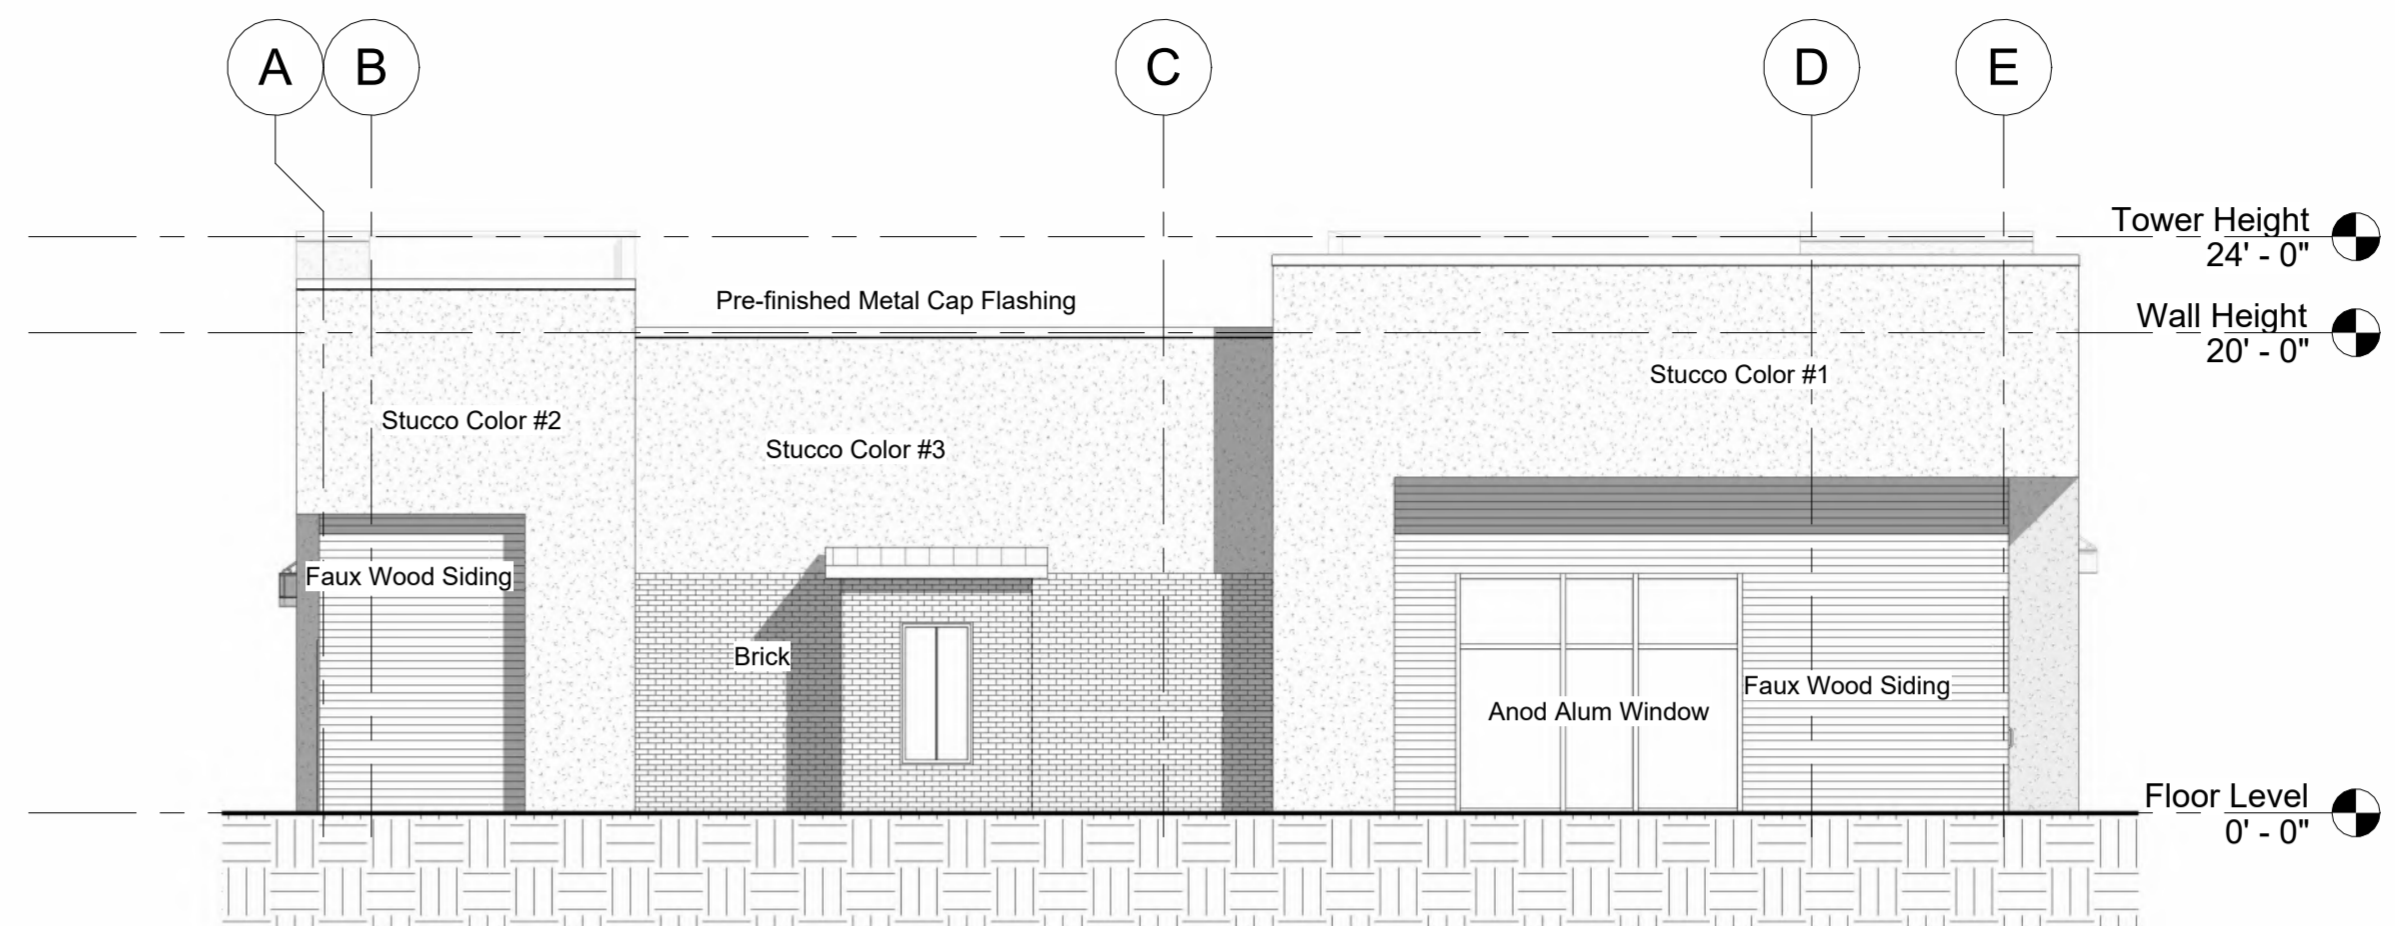 A
B
C
D
E
Tower Height
24' - 0"
Pre-finished Metal Cap Flashing
Wall Height
20' - 0"
Stucco Color #1
Stucco Color #2
Stucco Color #3
Faux Wood Siding
Brick
Faux Wood Siding
Anod Alum Window
Floor Level
0' - 0"